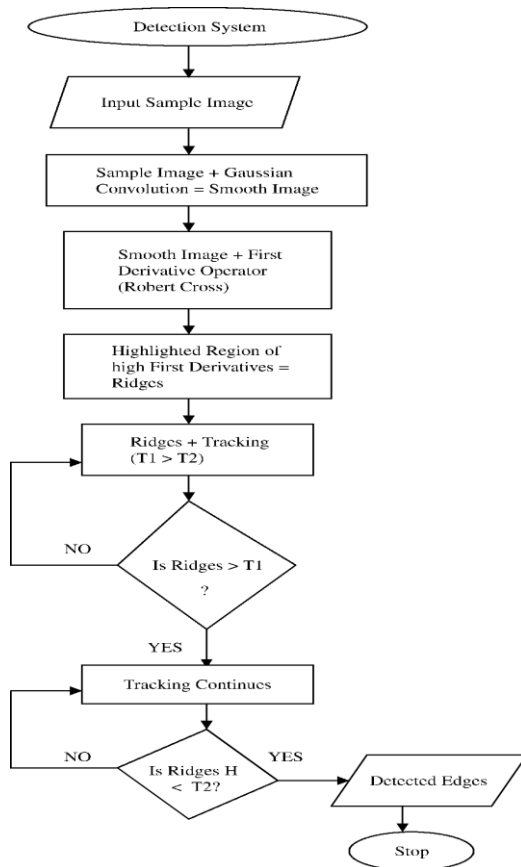 Detection System
Input Sample Image
Sample Image + Gaussian
Convolution = Smooth Image
Smooth Image + First
Derivative Operator
(Robert Cross)
Highlighted Region of
high First Derivatives =
Ridges
Ridges + Tracking
(T1 > T2)
NO
Is Ridges > T1
?
YES
Tracking Continues
NO
Is Ridges H
< T2?
YES
Detected Edges
Stop